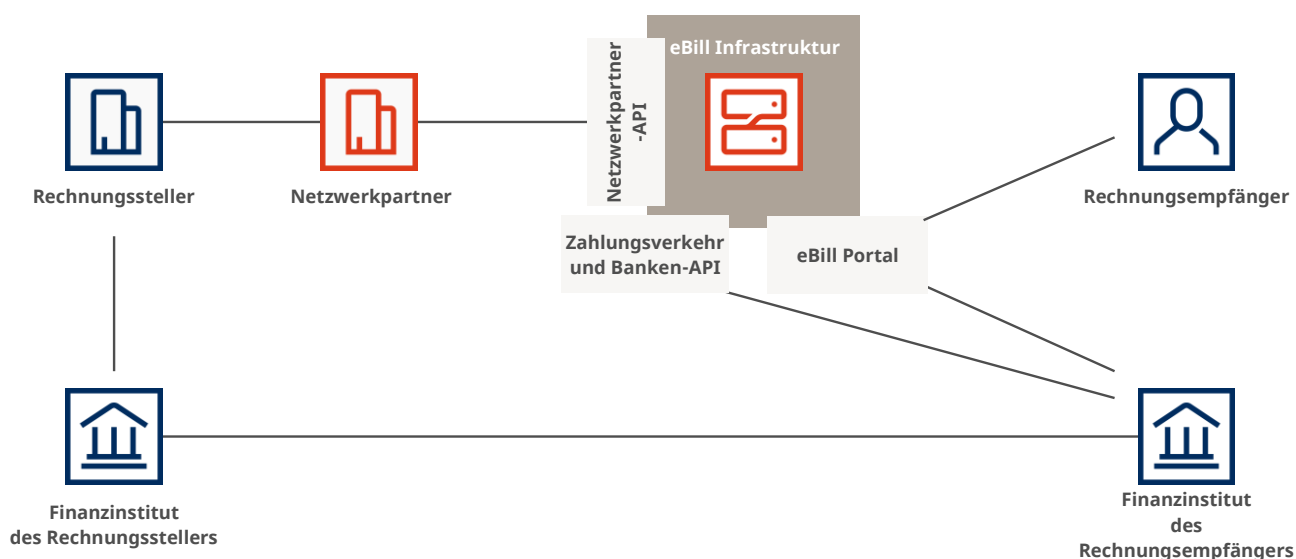 eBill Infrastruktur
Netzwerkpartner
-API
Rechnungssteller
Netzwerkpartner
Rechnungsempfänger
Zahlungsverkehr
und Banken-API
eBill Portal
Finanzinstitut
des Rechnungsstellers
Finanzinstitut
des
Rechnungsempfängers